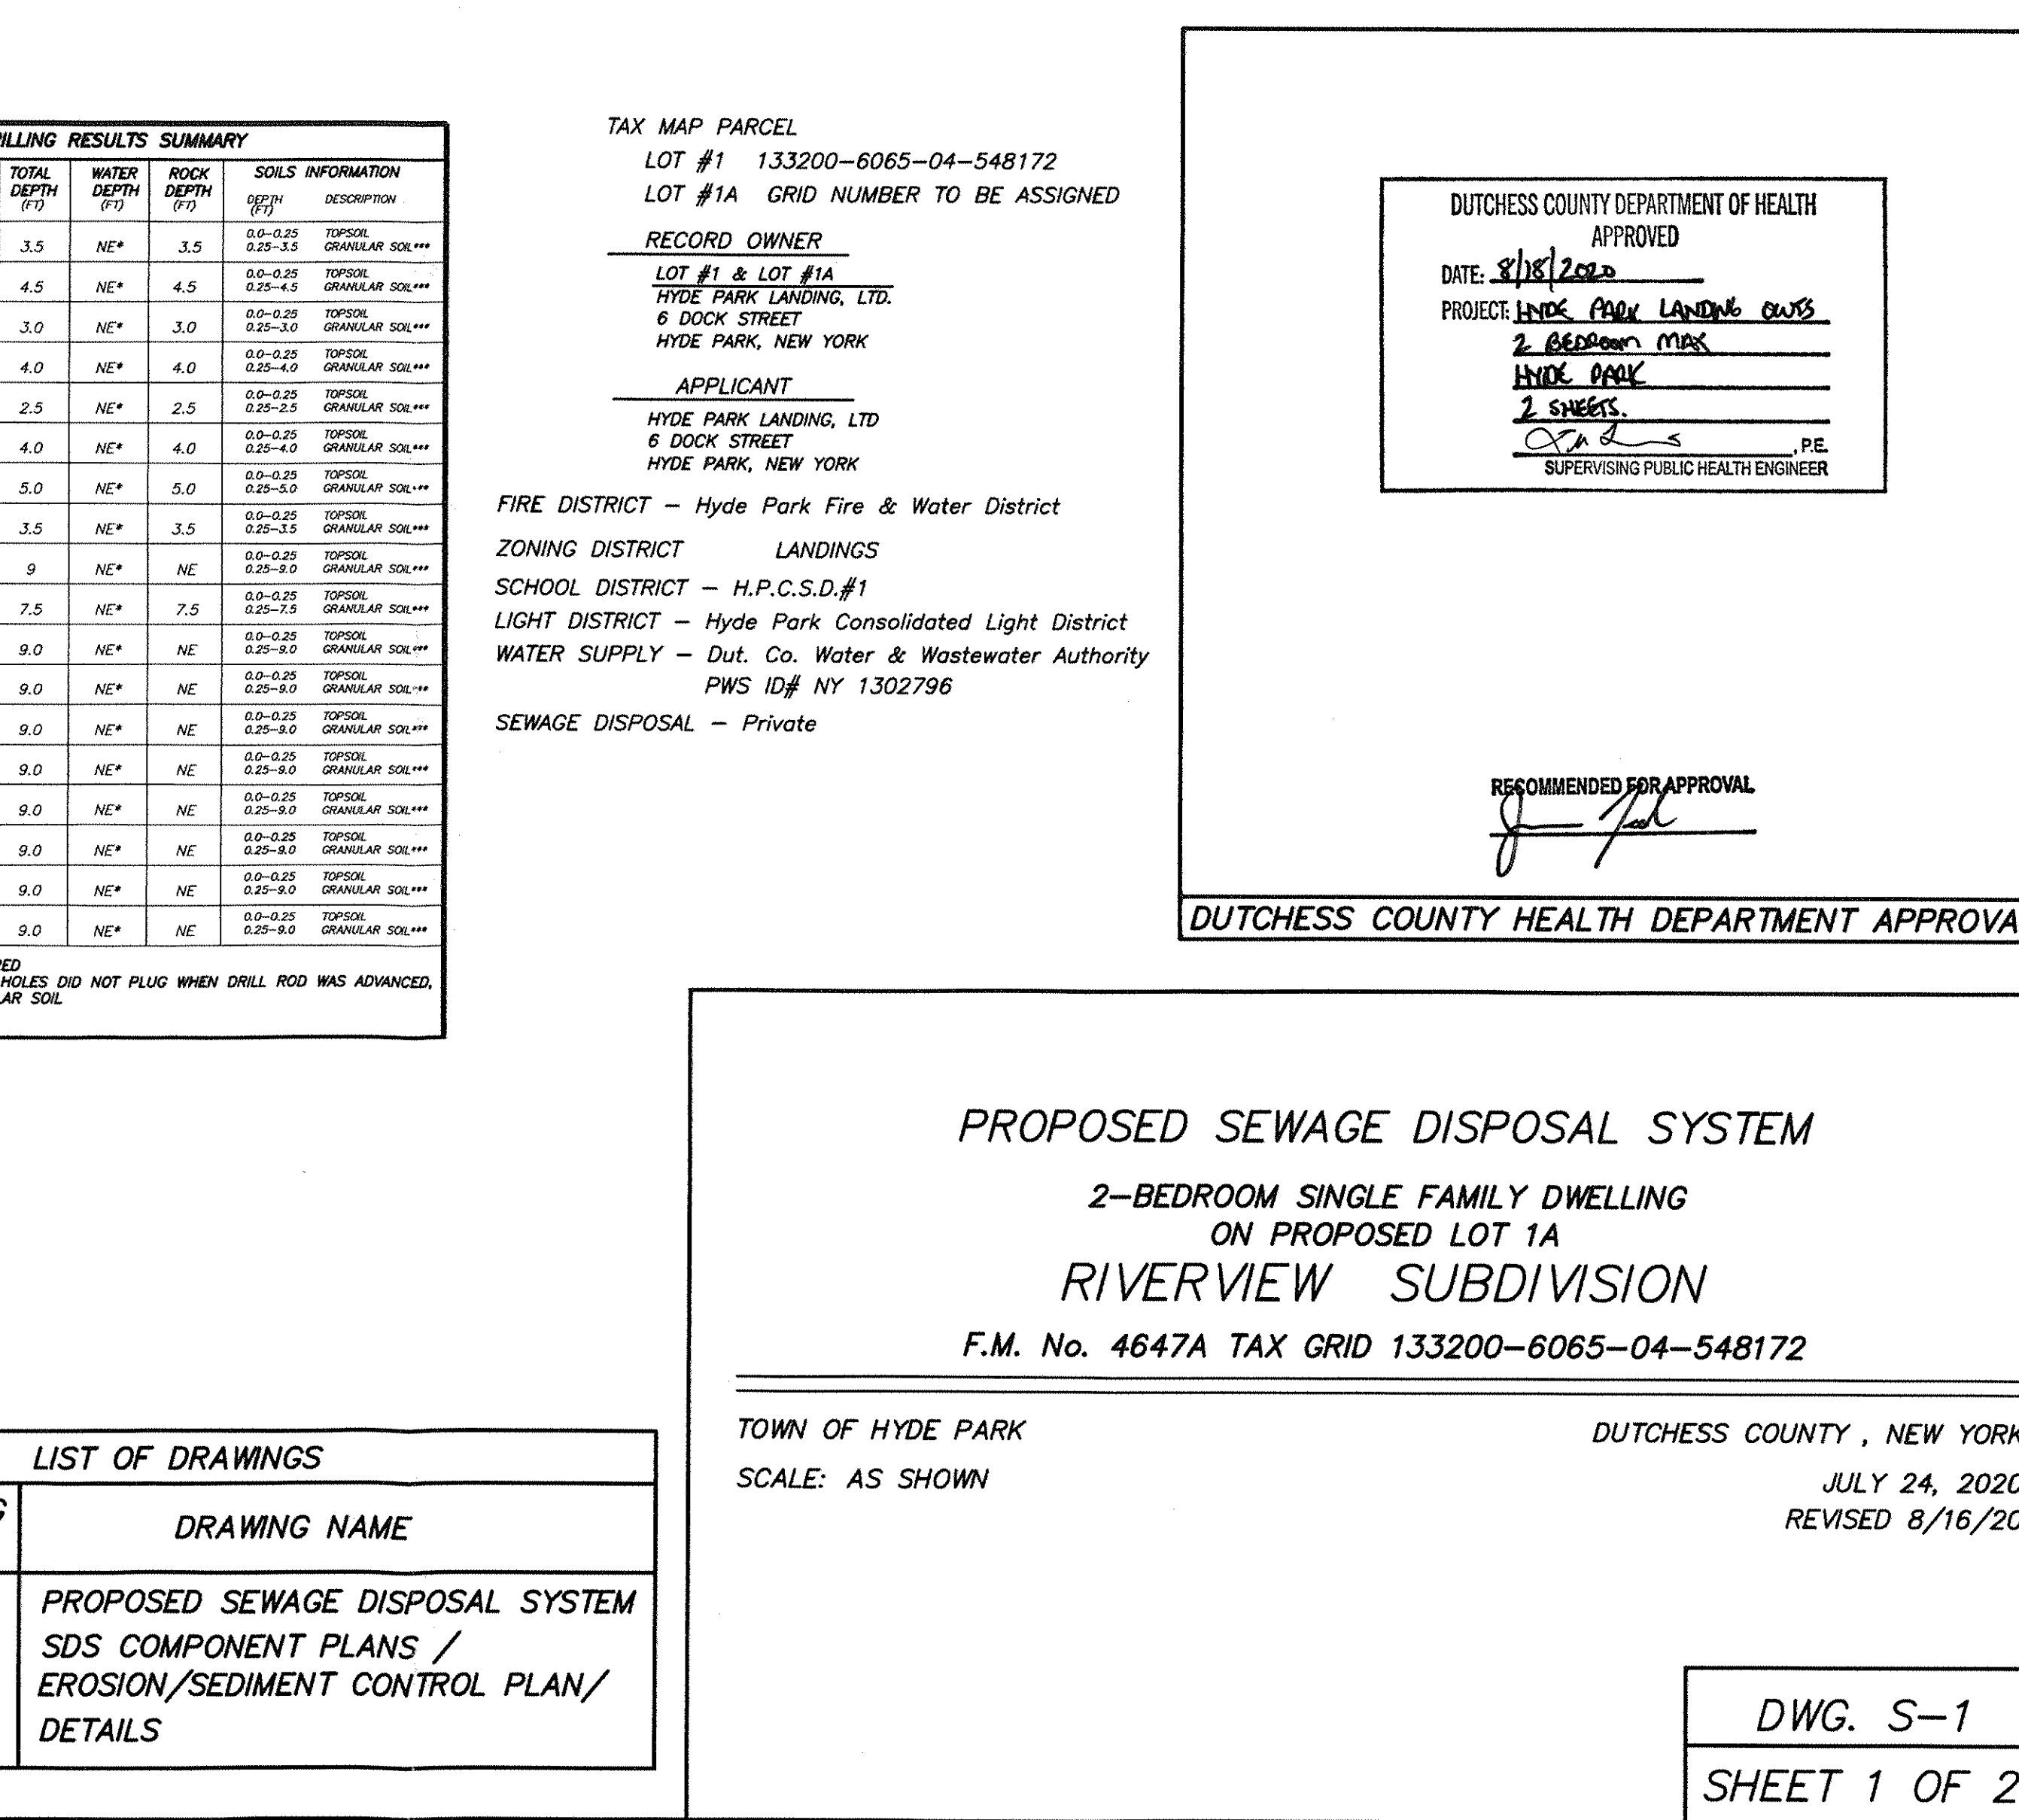 ILLING RESULTS SUMMARY
TOTAL DEPTH (FT) WATER DEPTH (FT) ROCK DEPTH (FT) SOILS INFORMATION
DEPTH (FT) DESCRIPTION
3.5 NE* 3.5 0.0-0.25 TOPSOIL
0.25-3.5 GRANULAR SOIL***
4.5 NE* 4.5 0.0-0.25 TOPSOIL
0.25-4.5 GRANULAR SOIL***
3.0 NE* 3.0 0.0-0.25 TOPSOIL
0.25-3.0 GRANULAR SOIL***
4.0 NE* 4.0 0.0-0.25 TOPSOIL
0.25-4.0 GRANULAR SOIL***
2.5 NE* 2.5 0.0-0.25 TOPSOIL
0.25-2.5 GRANULAR SOIL***
4.0 NE* 4.0 0.0-0.25 TOPSOIL
0.25-4.0 GRANULAR SOIL***
5.0 NE* 5.0 0.0-0.25 TOPSOIL
0.25-5.0 GRANULAR SOIL***
3.5 NE* 3.5 0.0-0.25 TOPSOIL
0.25-3.5 GRANULAR SOIL***
9 NE* NE 0.0-0.25 TOPSOIL
0.25-9.0 GRANULAR SOIL***
7.5 NE* 7.5 0.0-0.25 TOPSOIL
0.25-7.5 GRANULAR SOIL***
9.0 NE* NE 0.0-0.25 TOPSOIL
0.25-9.0 GRANULAR SOIL***
9.0 NE* NE 0.0-0.25 TOPSOIL
0.25-9.0 GRANULAR SOIL***
9.0 NE* NE 0.0-0.25 TOPSOIL
0.25-9.0 GRANULAR SOIL***
9.0 NE* NE 0.0-0.25 TOPSOIL
0.25-9.0 GRANULAR SOIL***
9.0 NE* NE 0.0-0.25 TOPSOIL
0.25-9.0 GRANULAR SOIL***
9.0 NE* NE 0.0-0.25 TOPSOIL
0.25-9.0 GRANULAR SOIL***
9.0 NE* NE 0.0-0.25 TOPSOIL
0.25-9.0 GRANULAR SOIL***
9.0 NE* NE 0.0-0.25 TOPSOIL
0.25-9.0 GRANULAR SOIL***
RED
HOLES DID NOT PLUG WHEN DRILL ROD WAS ADVANCED,
LAR SOIL
TAX MAP PARCEL
LOT #1 133200-6065-04-548172
LOT #1A GRID NUMBER TO BE ASSIGNED
RECORD OWNER
LOT #1 & LOT #1A
HYDE PARK LANDING, LTD.
6 DOCK STREET
HYDE PARK, NEW YORK
APPLICANT
HYDE PARK LANDING, LTD
6 DOCK STREET
HYDE PARK, NEW YORK
FIRE DISTRICT - Hyde Park Fire & Water District
ZONING DISTRICT LANDINGS
SCHOOL DISTRICT - H.P.C.S.D.#1
LIGHT DISTRICT - Hyde Park Consolidated Light District
WATER SUPPLY - Dut. Co. Water & Wastewater Authority
PWS ID# NY 1302796
SEWAGE DISPOSAL - Private
DUTCHESS COUNTY DEPARTMENT OF HEALTH
APPROVED
DATE: 8/18/2020
PROJECT: HYDE PARK LANDING OWTS
2 BEDROOM MAX
HYDE PARK
2 SHEETS.
, P.E.
SUPERVISING PUBLIC HEALTH ENGINEER
RECOMMENDED FOR APPROVAL
DUTCHESS COUNTY HEALTH DEPARTMENT APPROVA
PROPOSED SEWAGE DISPOSAL SYSTEM
2-BEDROOM SINGLE FAMILY DWELLING
ON PROPOSED LOT 1A
RIVERVIEW SUBDIVISION
F.M. No. 4647A TAX GRID 133200-6065-04-548172
TOWN OF HYDE PARK DUTCHESS COUNTY , NEW YORK
SCALE: AS SHOWN JULY 24, 2020
REVISED 8/16/20
LIST OF DRAWINGS
G DRAWING NAME
PROPOSED SEWAGE DISPOSAL SYSTEM
SDS COMPONENT PLANS /
EROSION/SEDIMENT CONTROL PLAN/
DETAILS
DWG. S-1
SHEET 1 OF 2